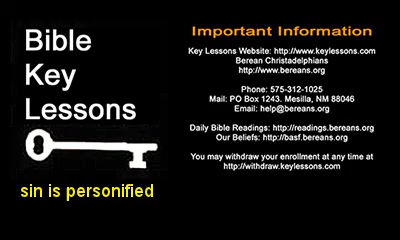 Bible
Key
Lessons
sin is personified
Important Information
Key Lessons Website: http://www.keylessons.com
Berean Christadelphians
http://www.bereans.org
Phone: 575-312-1025
Mail: PO Box 1243. Mesilla, NM 88046
Email: help@bereans.org
Daily Bible Readings: http://readings.bereans.org
Our Beliefs: http://basf.bereans.org
You may withdraw your enrollment at any time at
http://withdraw.keylessons.com